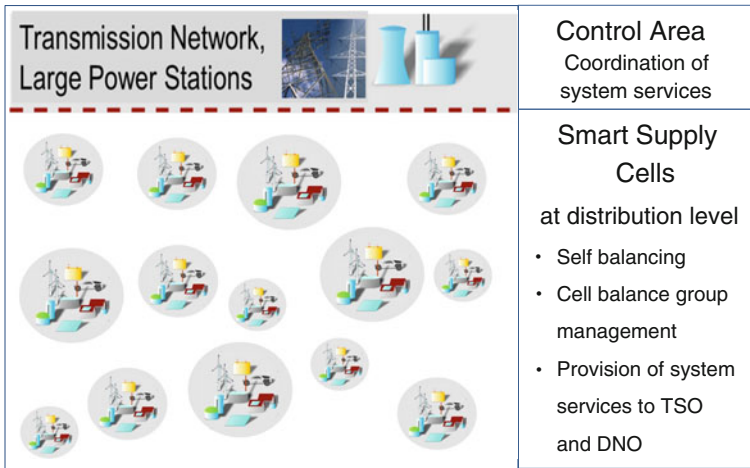 Transmission Network,
Large Power Stations
Control Area
Coordination of
system services
Smart Supply
Cells
at distribution level
• Self balancing
• Cell balance group
management
• Provision of system
services to TSO
and DNO